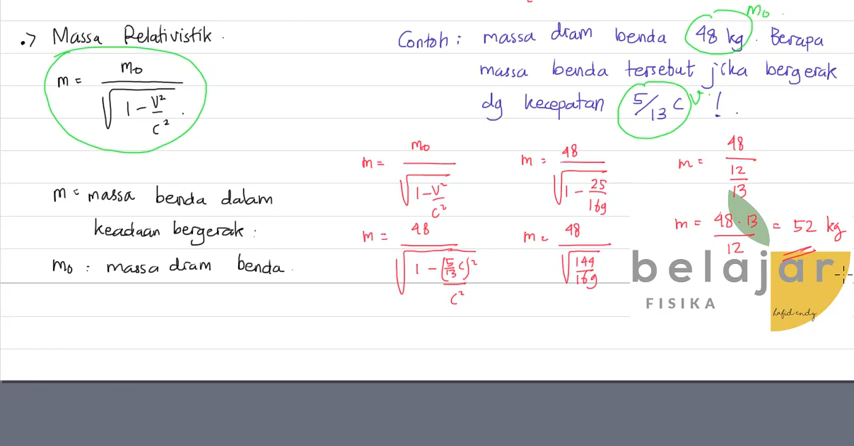 .> Massa Relativistik.
m = m₀ / √(1 - v²/c²)
m = massa benda dalam
keadaan bergerak.
m₀ : massa diam benda
m₀
Contoh : massa diam benda 48 kg. Berapa
massa benda tersebut jika bergerak
dg kecepatan 5/13 c v !
m = m₀ / √(1 - v²/c²)
m = 48 / √(1 - (5/13 c)²/c²)
m = 48 / √(1 - 25/169)
m = 48 / √(144/169)
m = 48 / (12/13)
m = 48 . 13 / 12 = 52 kg
belajar
FISIKA
hafidendy